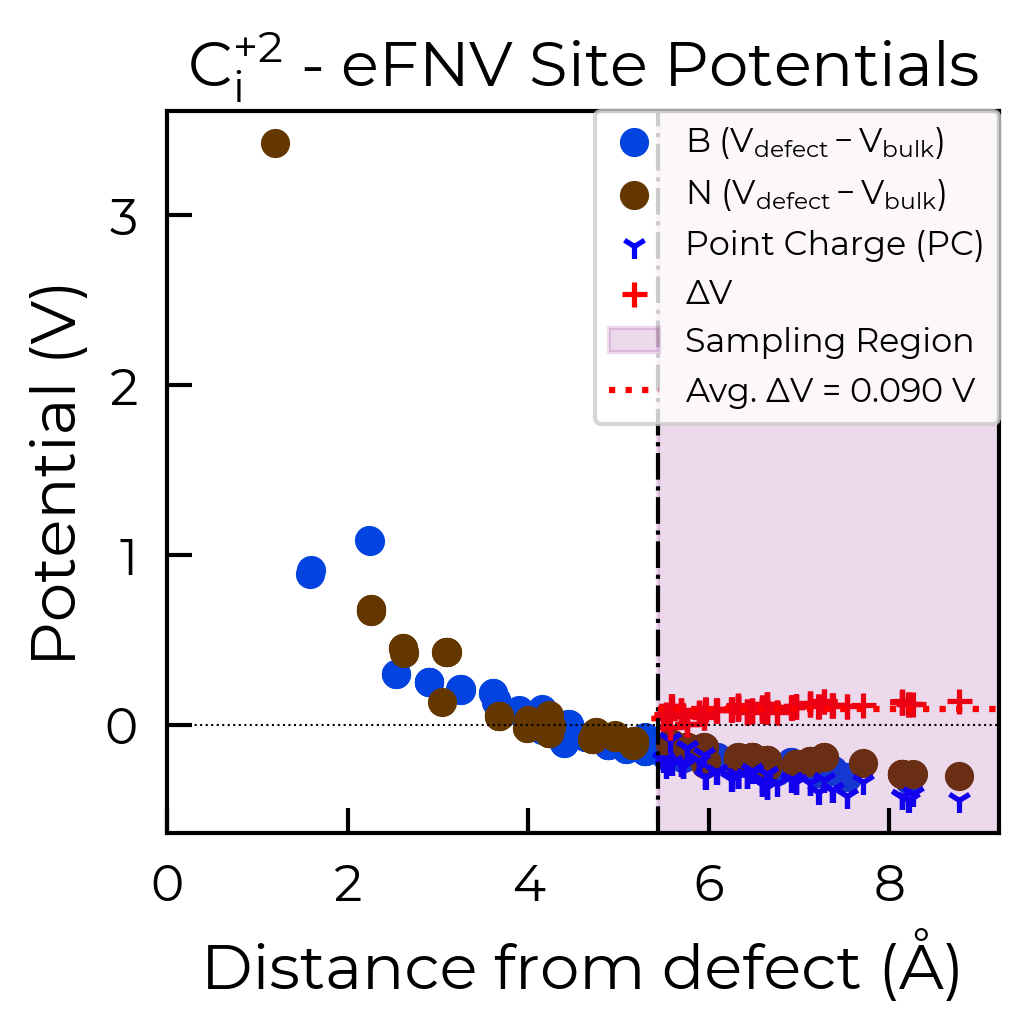 C_i^{+2} - eFNV Site Potentials
B (V_defect − V_bulk)
N (V_defect − V_bulk)
Point Charge (PC)
ΔV
Sampling Region
Avg. ΔV = 0.090 V
Potential (V)
3
2
1
0
0 2 4 6 8
Distance from defect (Å)